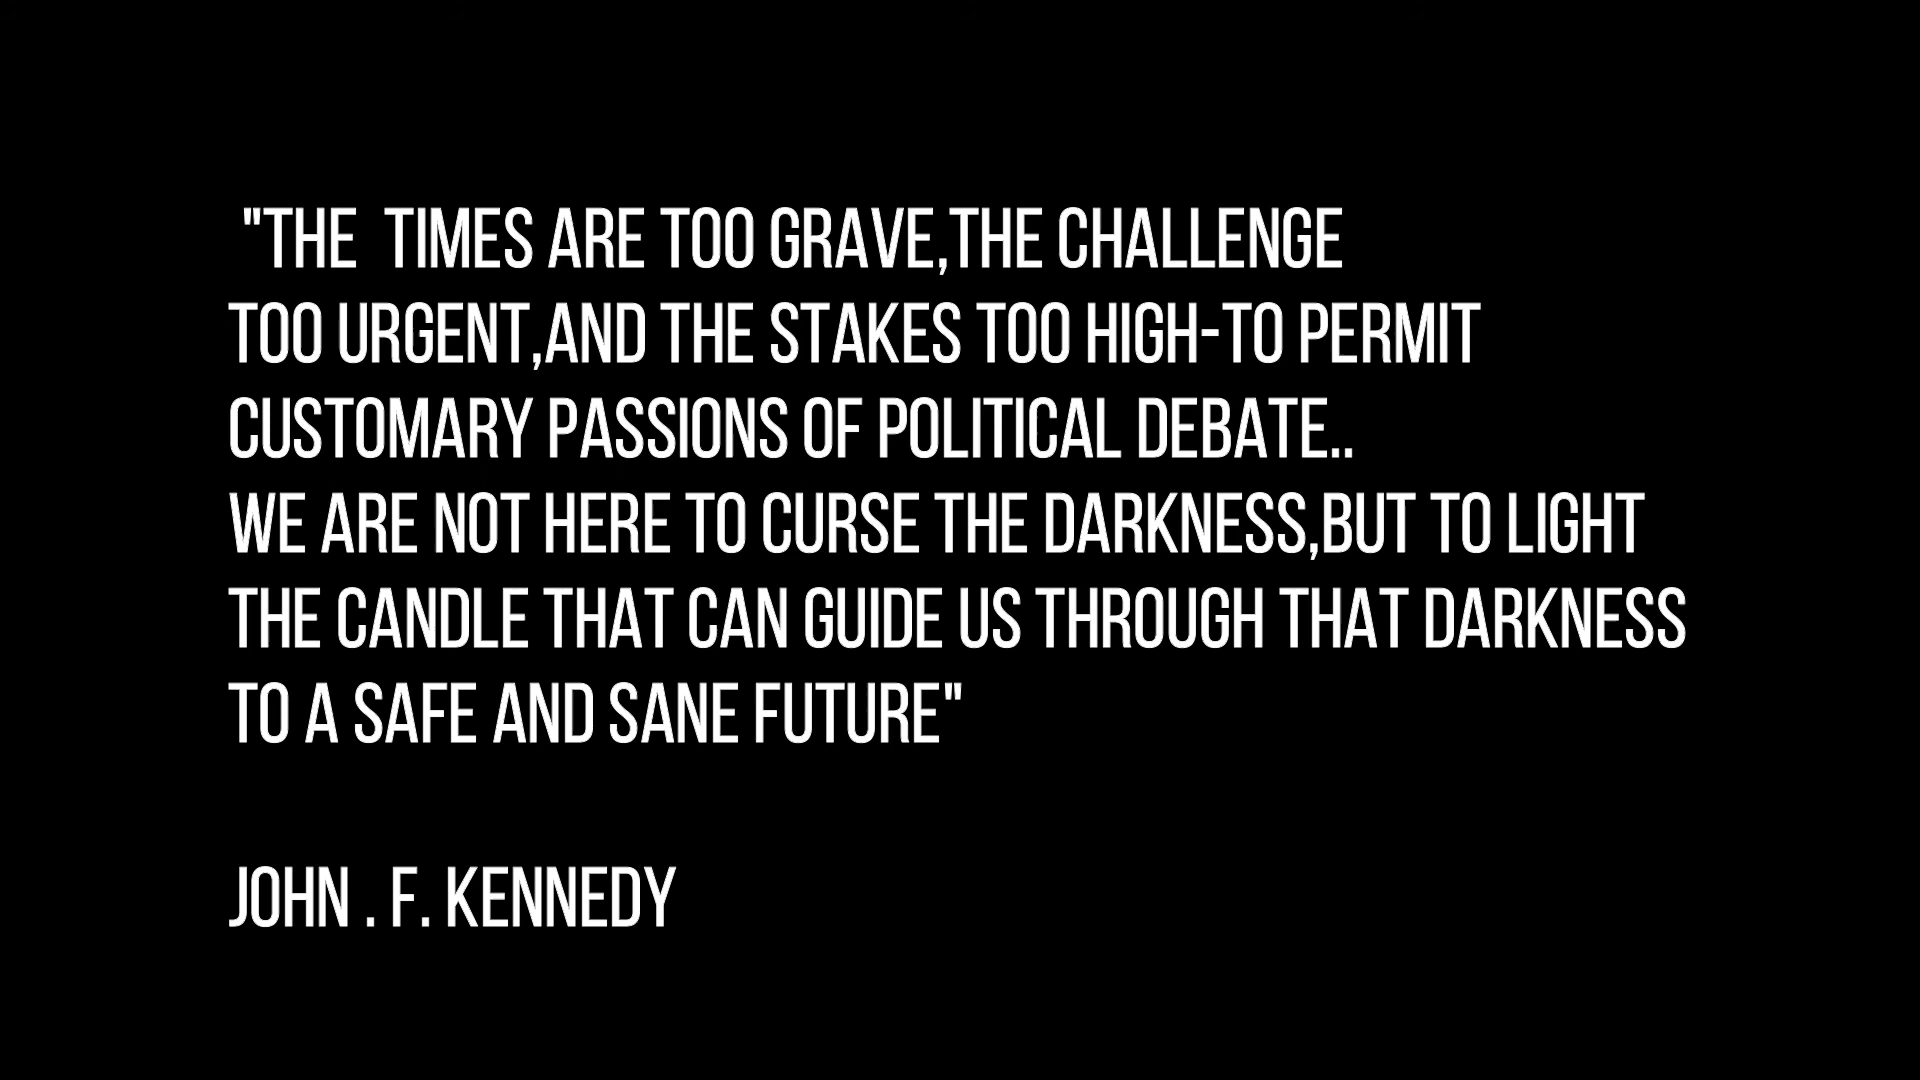 "THE  TIMES ARE TOO GRAVE,THE CHALLENGE
TOO URGENT,AND THE STAKES TOO HIGH-TO PERMIT
CUSTOMARY PASSIONS OF POLITICAL DEBATE..
WE ARE NOT HERE TO CURSE THE DARKNESS,BUT TO LIGHT
THE CANDLE THAT CAN GUIDE US THROUGH THAT DARKNESS
TO A SAFE AND SANE FUTURE"
JOHN . F. KENNEDY